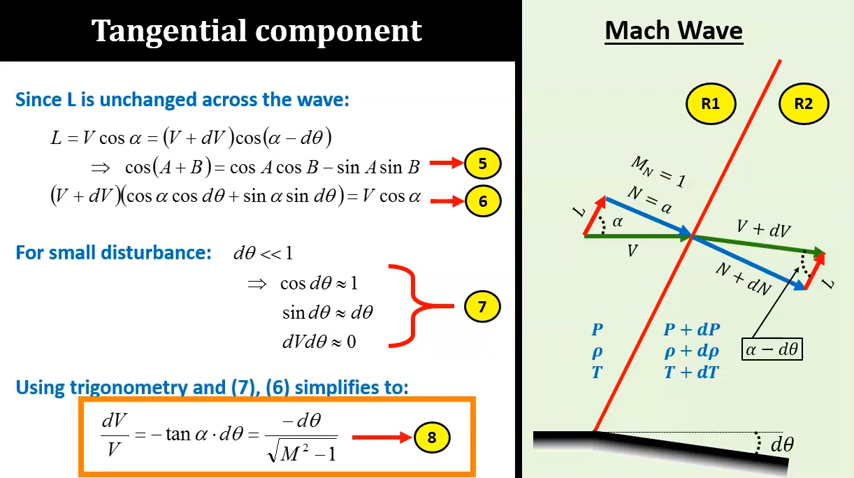 Tangential component
Since L is unchanged across the wave:
L = V cos α = (V + dV)cos(α − dθ)
⇒ cos(A + B) = cos A cos B − sin A sin B
5
(V + dV)(cos α cos dθ + sin α sin dθ) = V cos α
6
For small disturbance: dθ << 1
⇒ cos dθ ≈ 1
sin dθ ≈ dθ
7
dVdθ ≈ 0
Using trigonometry and (7), (6) simplifies to:
dV/V = − tan α · dθ = −dθ/√(M² − 1)
8
Mach Wave
R1
R2
M_N = 1
N = a
L
α
V
V + dV
N + dN
L
α − dθ
P
P + dP
ρ
ρ + dρ
T
T + dT
dθ